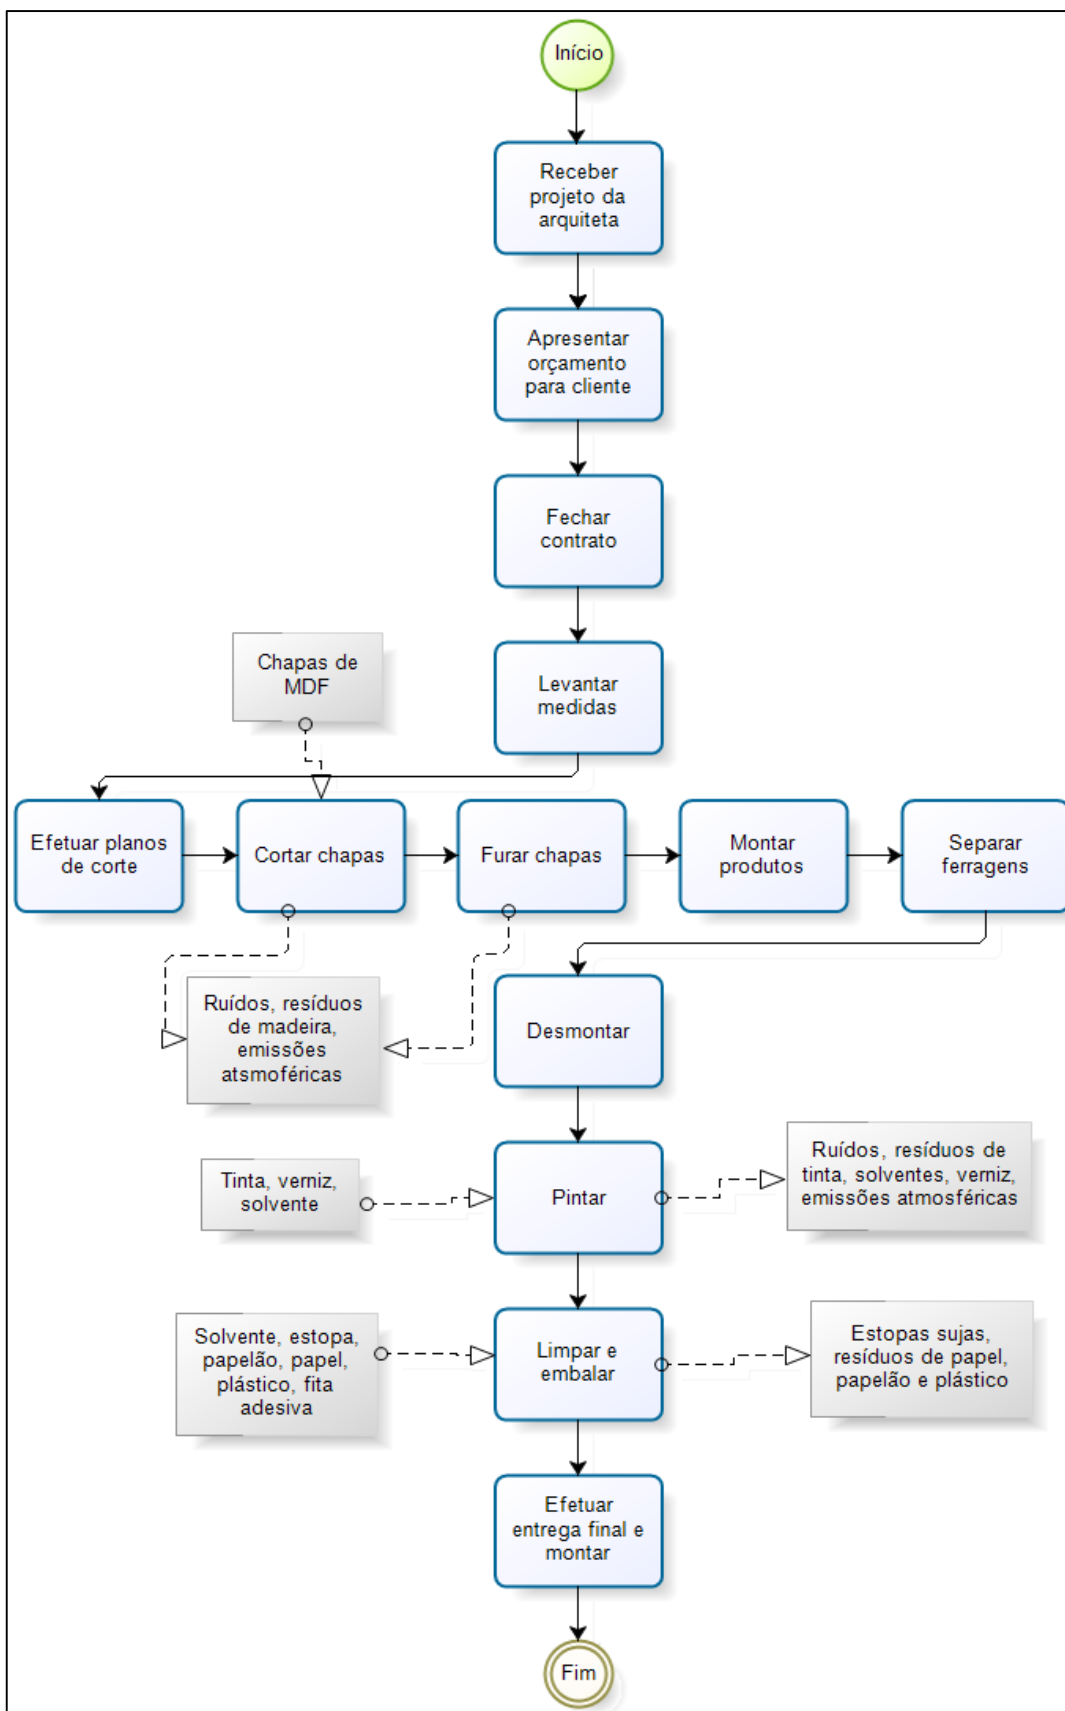 Início
Receber
projeto da
arquiteta
Apresentar
orçamento
para cliente
Fechar
contrato
Chapas de
MDF
Levantar
medidas
Efetuar planos
de corte
Cortar chapas
Furar chapas
Montar
produtos
Separar
ferragens
Ruídos, resíduos
de madeira,
emissões
atsmoféricas
Desmontar
Tinta, verniz,
solvente
Pintar
Ruídos, resíduos de
tinta, solventes, verniz,
emissões atmosféricas
Solvente, estopa,
papelão, papel,
plástico, fita
adesiva
Limpar e
embalar
Estopas sujas,
resíduos de papel,
papelão e plástico
Efetuar
entrega final e
montar
Fim